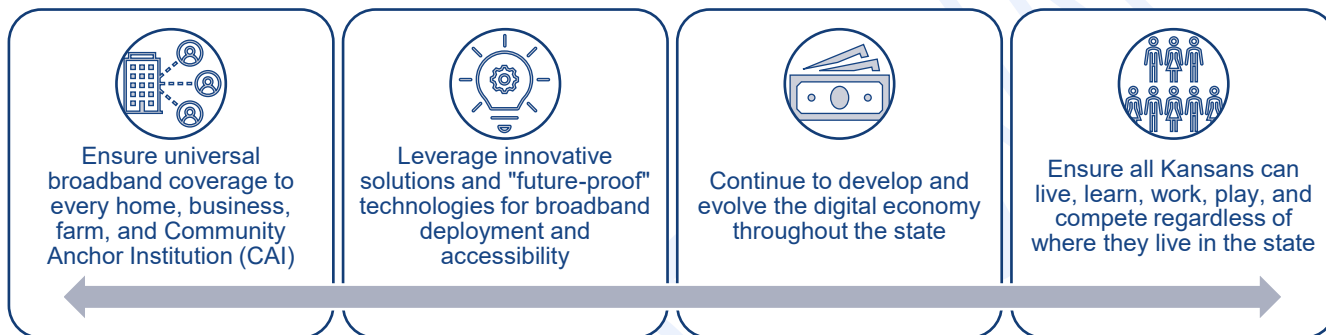 Ensure universal
broadband coverage to
every home, business,
farm, and Community
Anchor Institution (CAI)
Leverage innovative
solutions and "future-proof"
technologies for broadband
deployment and
accessibility
Continue to develop and
evolve the digital economy
throughout the state
Ensure all Kansans can
live, learn, work, play, and
compete regardless of
where they live in the state